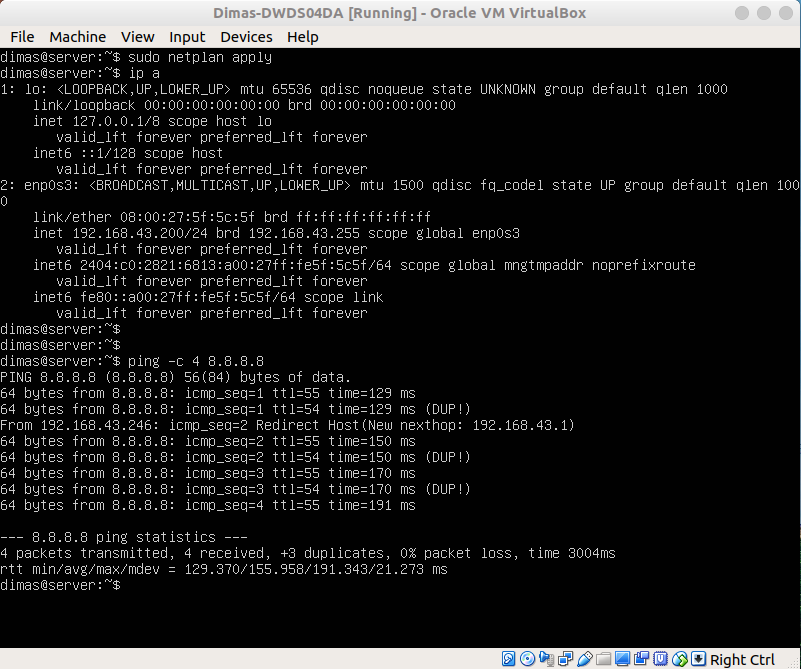 Dimas-DWDS04DA [Running] - Oracle VM VirtualBox
File Machine View Input Devices Help
dimas@server:~$ sudo netplan apply
dimas@server:~$ ip a
1: lo: <LOOPBACK,UP,LOWER_UP> mtu 65536 qdisc noqueue state UNKNOWN group default qlen 1000
    link/loopback 00:00:00:00:00:00 brd 00:00:00:00:00:00
    inet 127.0.0.1/8 scope host lo
       valid_lft forever preferred_lft forever
    inet6 ::1/128 scope host
       valid_lft forever preferred_lft forever
2: enp0s3: <BROADCAST,MULTICAST,UP,LOWER_UP> mtu 1500 qdisc fq_codel state UP group default qlen 100
0
    link/ether 08:00:27:5f:5c:5f brd ff:ff:ff:ff:ff:ff
    inet 192.168.43.200/24 brd 192.168.43.255 scope global enp0s3
       valid_lft forever preferred_lft forever
    inet6 2404:c0:2821:6813:a00:27ff:fe5f:5c5f/64 scope global mngtmpaddr noprefixroute
       valid_lft forever preferred_lft forever
    inet6 fe80::a00:27ff:fe5f:5c5f/64 scope link
       valid_lft forever preferred_lft forever
dimas@server:~$
dimas@server:~$
dimas@server:~$ ping -c 4 8.8.8.8
PING 8.8.8.8 (8.8.8.8) 56(84) bytes of data.
64 bytes from 8.8.8.8: icmp_seq=1 ttl=55 time=129 ms
64 bytes from 8.8.8.8: icmp_seq=1 ttl=54 time=129 ms (DUP!)
From 192.168.43.246: icmp_seq=2 Redirect Host(New nexthop: 192.168.43.1)
64 bytes from 8.8.8.8: icmp_seq=2 ttl=55 time=150 ms
64 bytes from 8.8.8.8: icmp_seq=2 ttl=54 time=150 ms (DUP!)
64 bytes from 8.8.8.8: icmp_seq=3 ttl=55 time=170 ms
64 bytes from 8.8.8.8: icmp_seq=3 ttl=54 time=170 ms (DUP!)
64 bytes from 8.8.8.8: icmp_seq=4 ttl=55 time=191 ms
--- 8.8.8.8 ping statistics ---
4 packets transmitted, 4 received, +3 duplicates, 0% packet loss, time 3004ms
rtt min/avg/max/mdev = 129.370/155.958/191.343/21.273 ms
dimas@server:~$
Right Ctrl